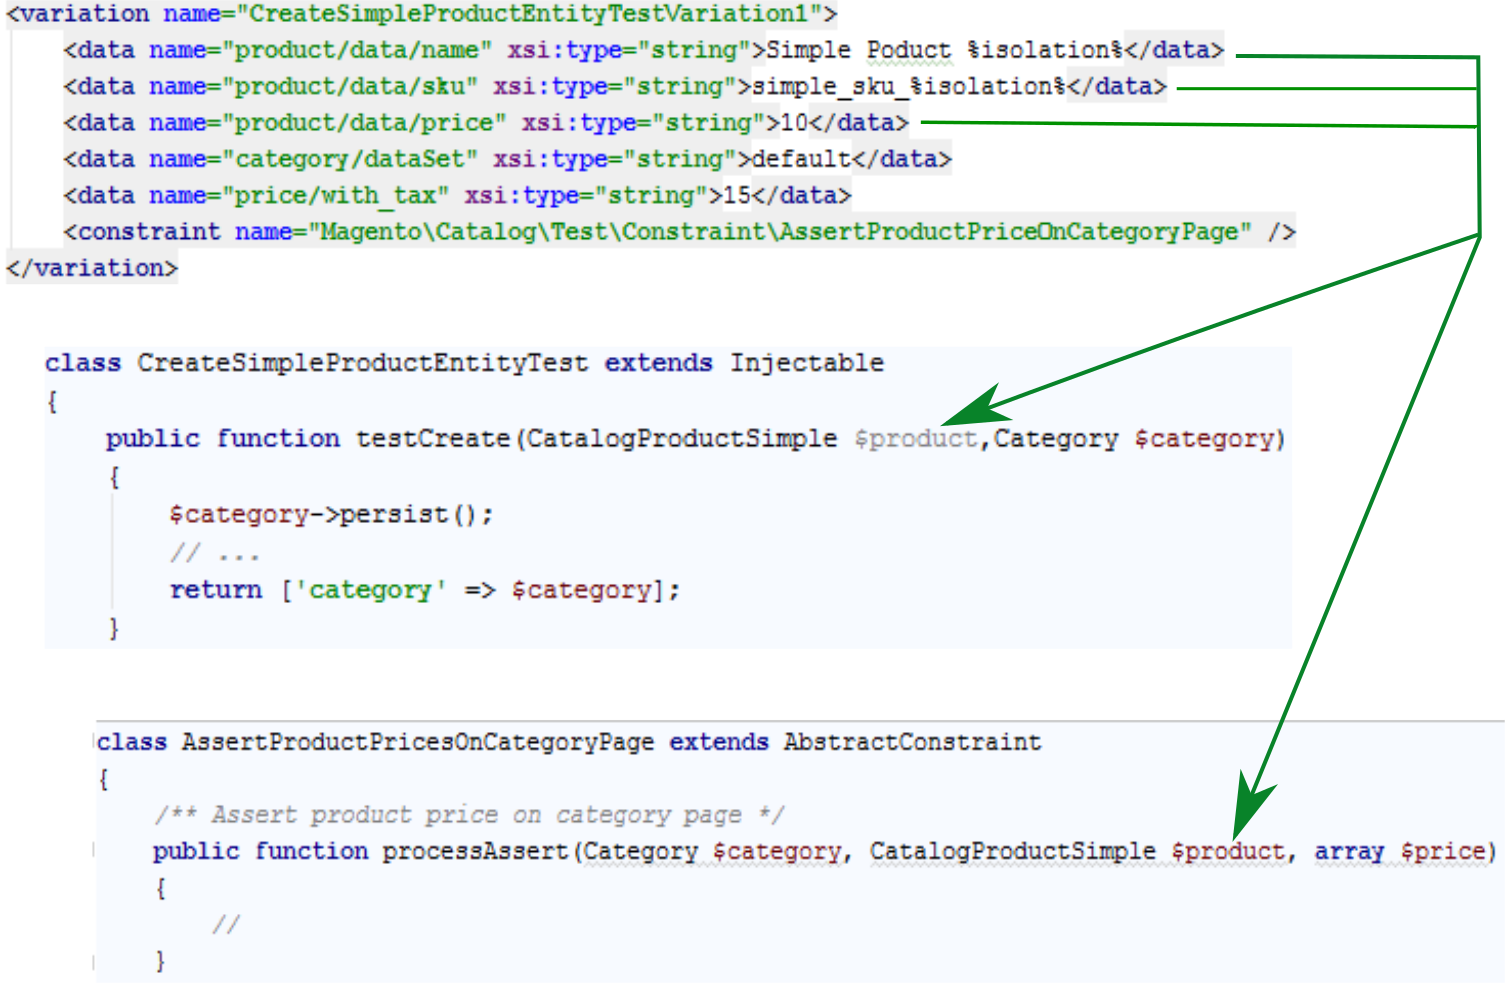 <variation name="CreateSimpleProductEntityTestVariation1">
<data name="product/data/name" xsi:type="string">Simple Poduct %isolation%</data>
<data name="product/data/sku" xsi:type="string">simple_sku_%isolation%</data>
<data name="product/data/price" xsi:type="string">10</data>
<data name="category/dataSet" xsi:type="string">default</data>
<data name="price/with_tax" xsi:type="string">15</data>
<constraint name="Magento\Catalog\Test\Constraint\AssertProductPriceOnCategoryPage" />
</variation>
class CreateSimpleProductEntityTest extends Injectable
{
public function testCreate(CatalogProductSimple $product,Category $category)
{
$category->persist();
// ...
return ['category' => $category];
}
class AssertProductPricesOnCategoryPage extends AbstractConstraint
{
/** Assert product price on category page */
public function processAssert(Category $category, CatalogProductSimple $product, array $price)
{
//
}